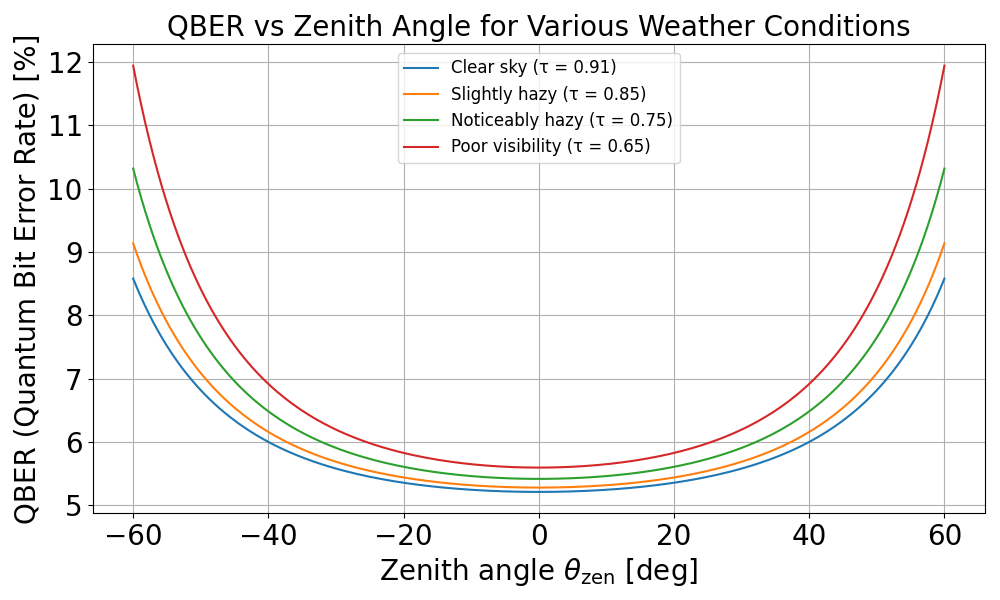 QBER vs Zenith Angle for Various Weather Conditions
QBER (Quantum Bit Error Rate) [%]
12
11
10
9
8
7
6
5
Clear sky (τ = 0.91)
Slightly hazy (τ = 0.85)
Noticeably hazy (τ = 0.75)
Poor visibility (τ = 0.65)
−60 −40 −20 0 20 40 60
Zenith angle θzen [deg]